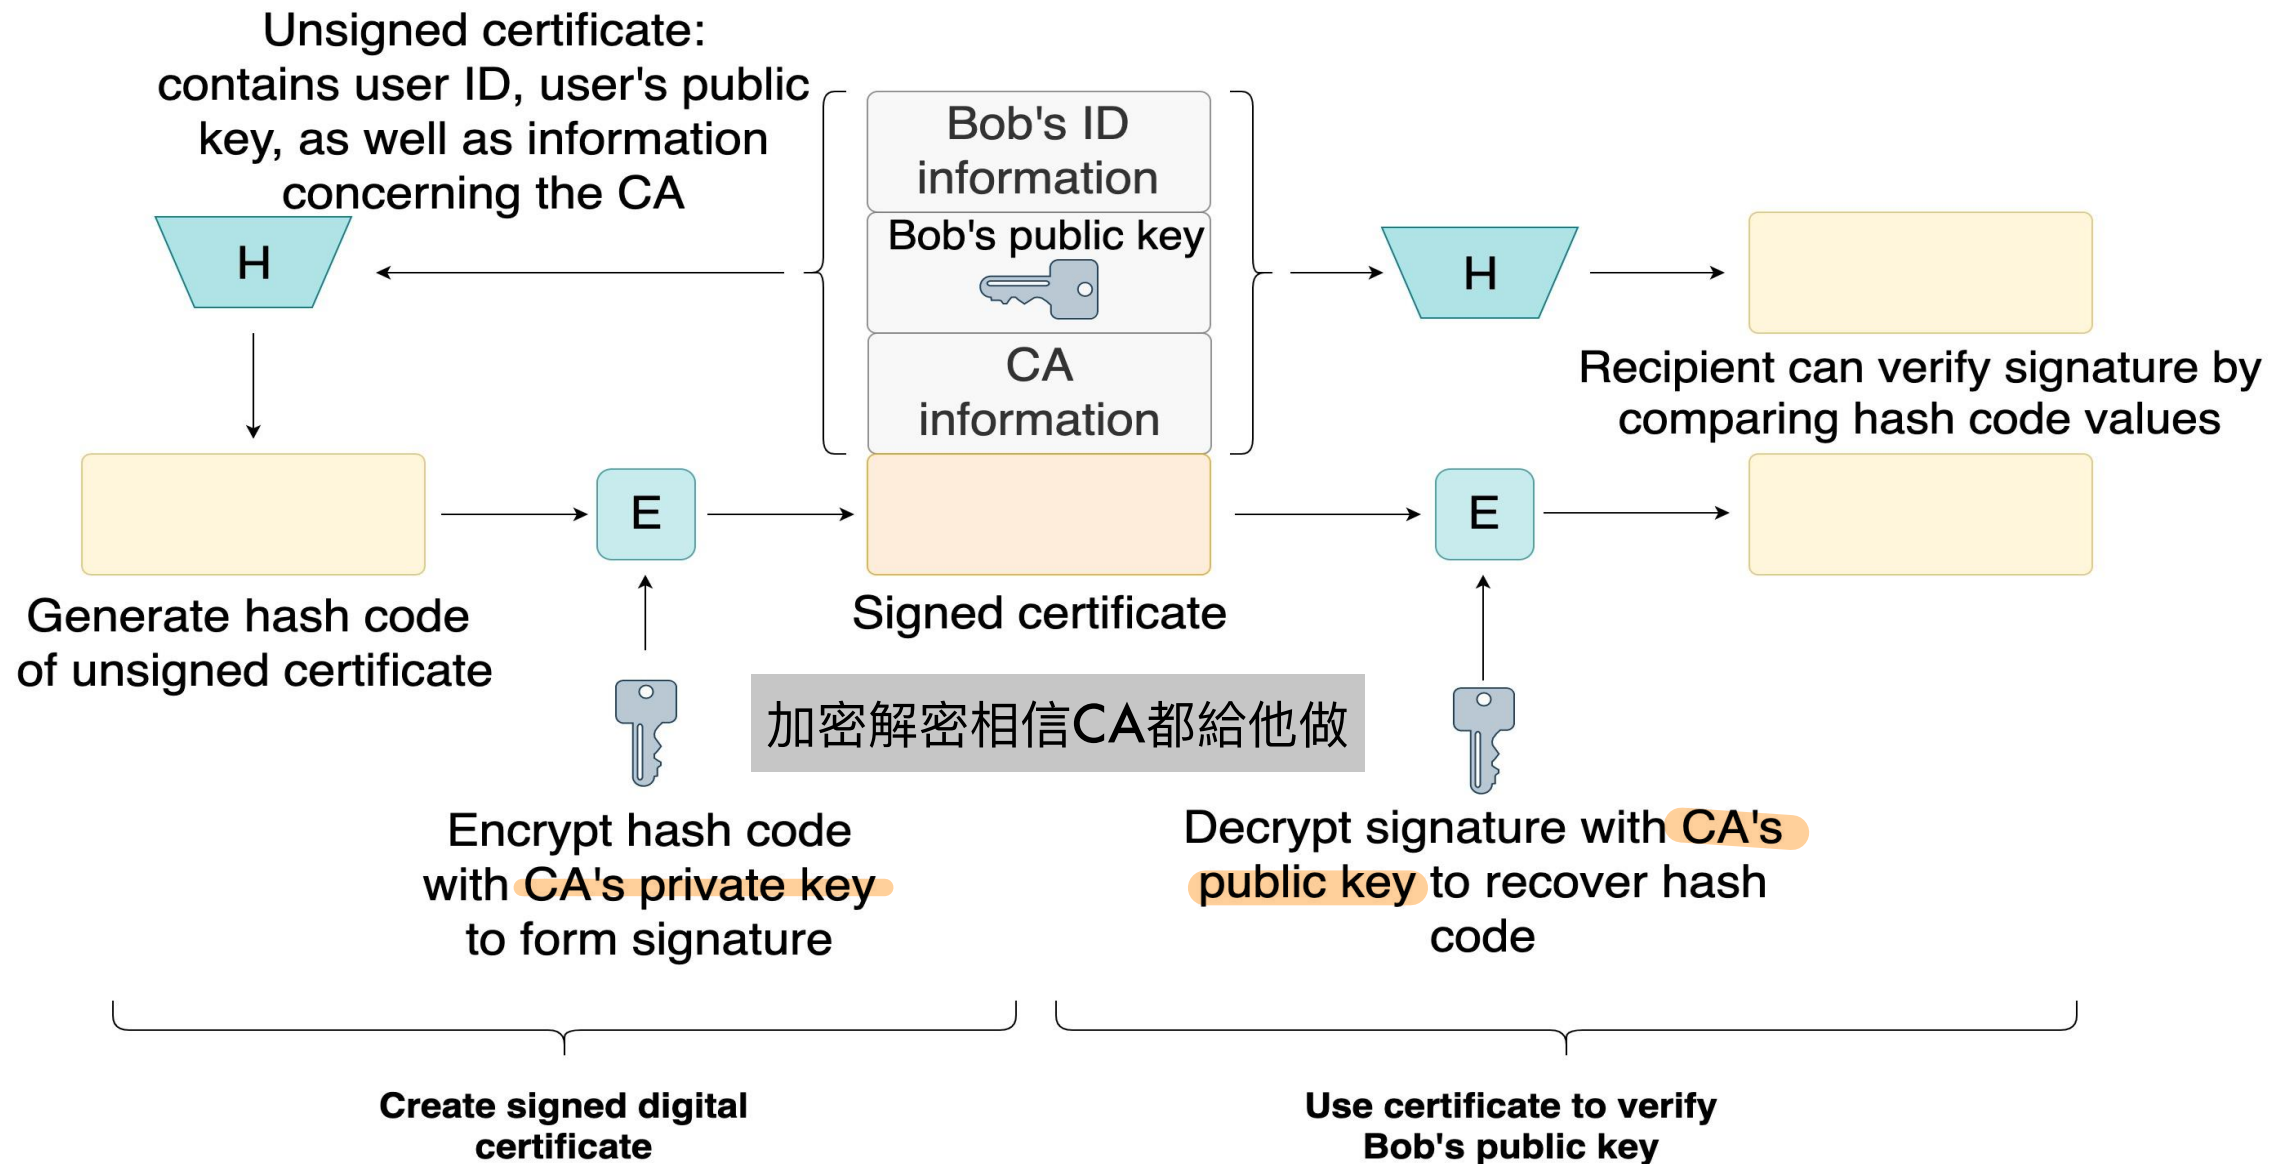 Unsigned certificate:
contains user ID, user's public
key, as well as information
concerning the CA
H
Bob's ID
information
Bob's public key
CA
information
H
Recipient can verify signature by
comparing hash code values
E
E
Generate hash code
of unsigned certificate
Signed certificate
加密解密相信CA都給他做
Encrypt hash code
with CA's private key
to form signature
Decrypt signature with CA's
public key to recover hash
code
Create signed digital
certificate
Use certificate to verify
Bob's public key